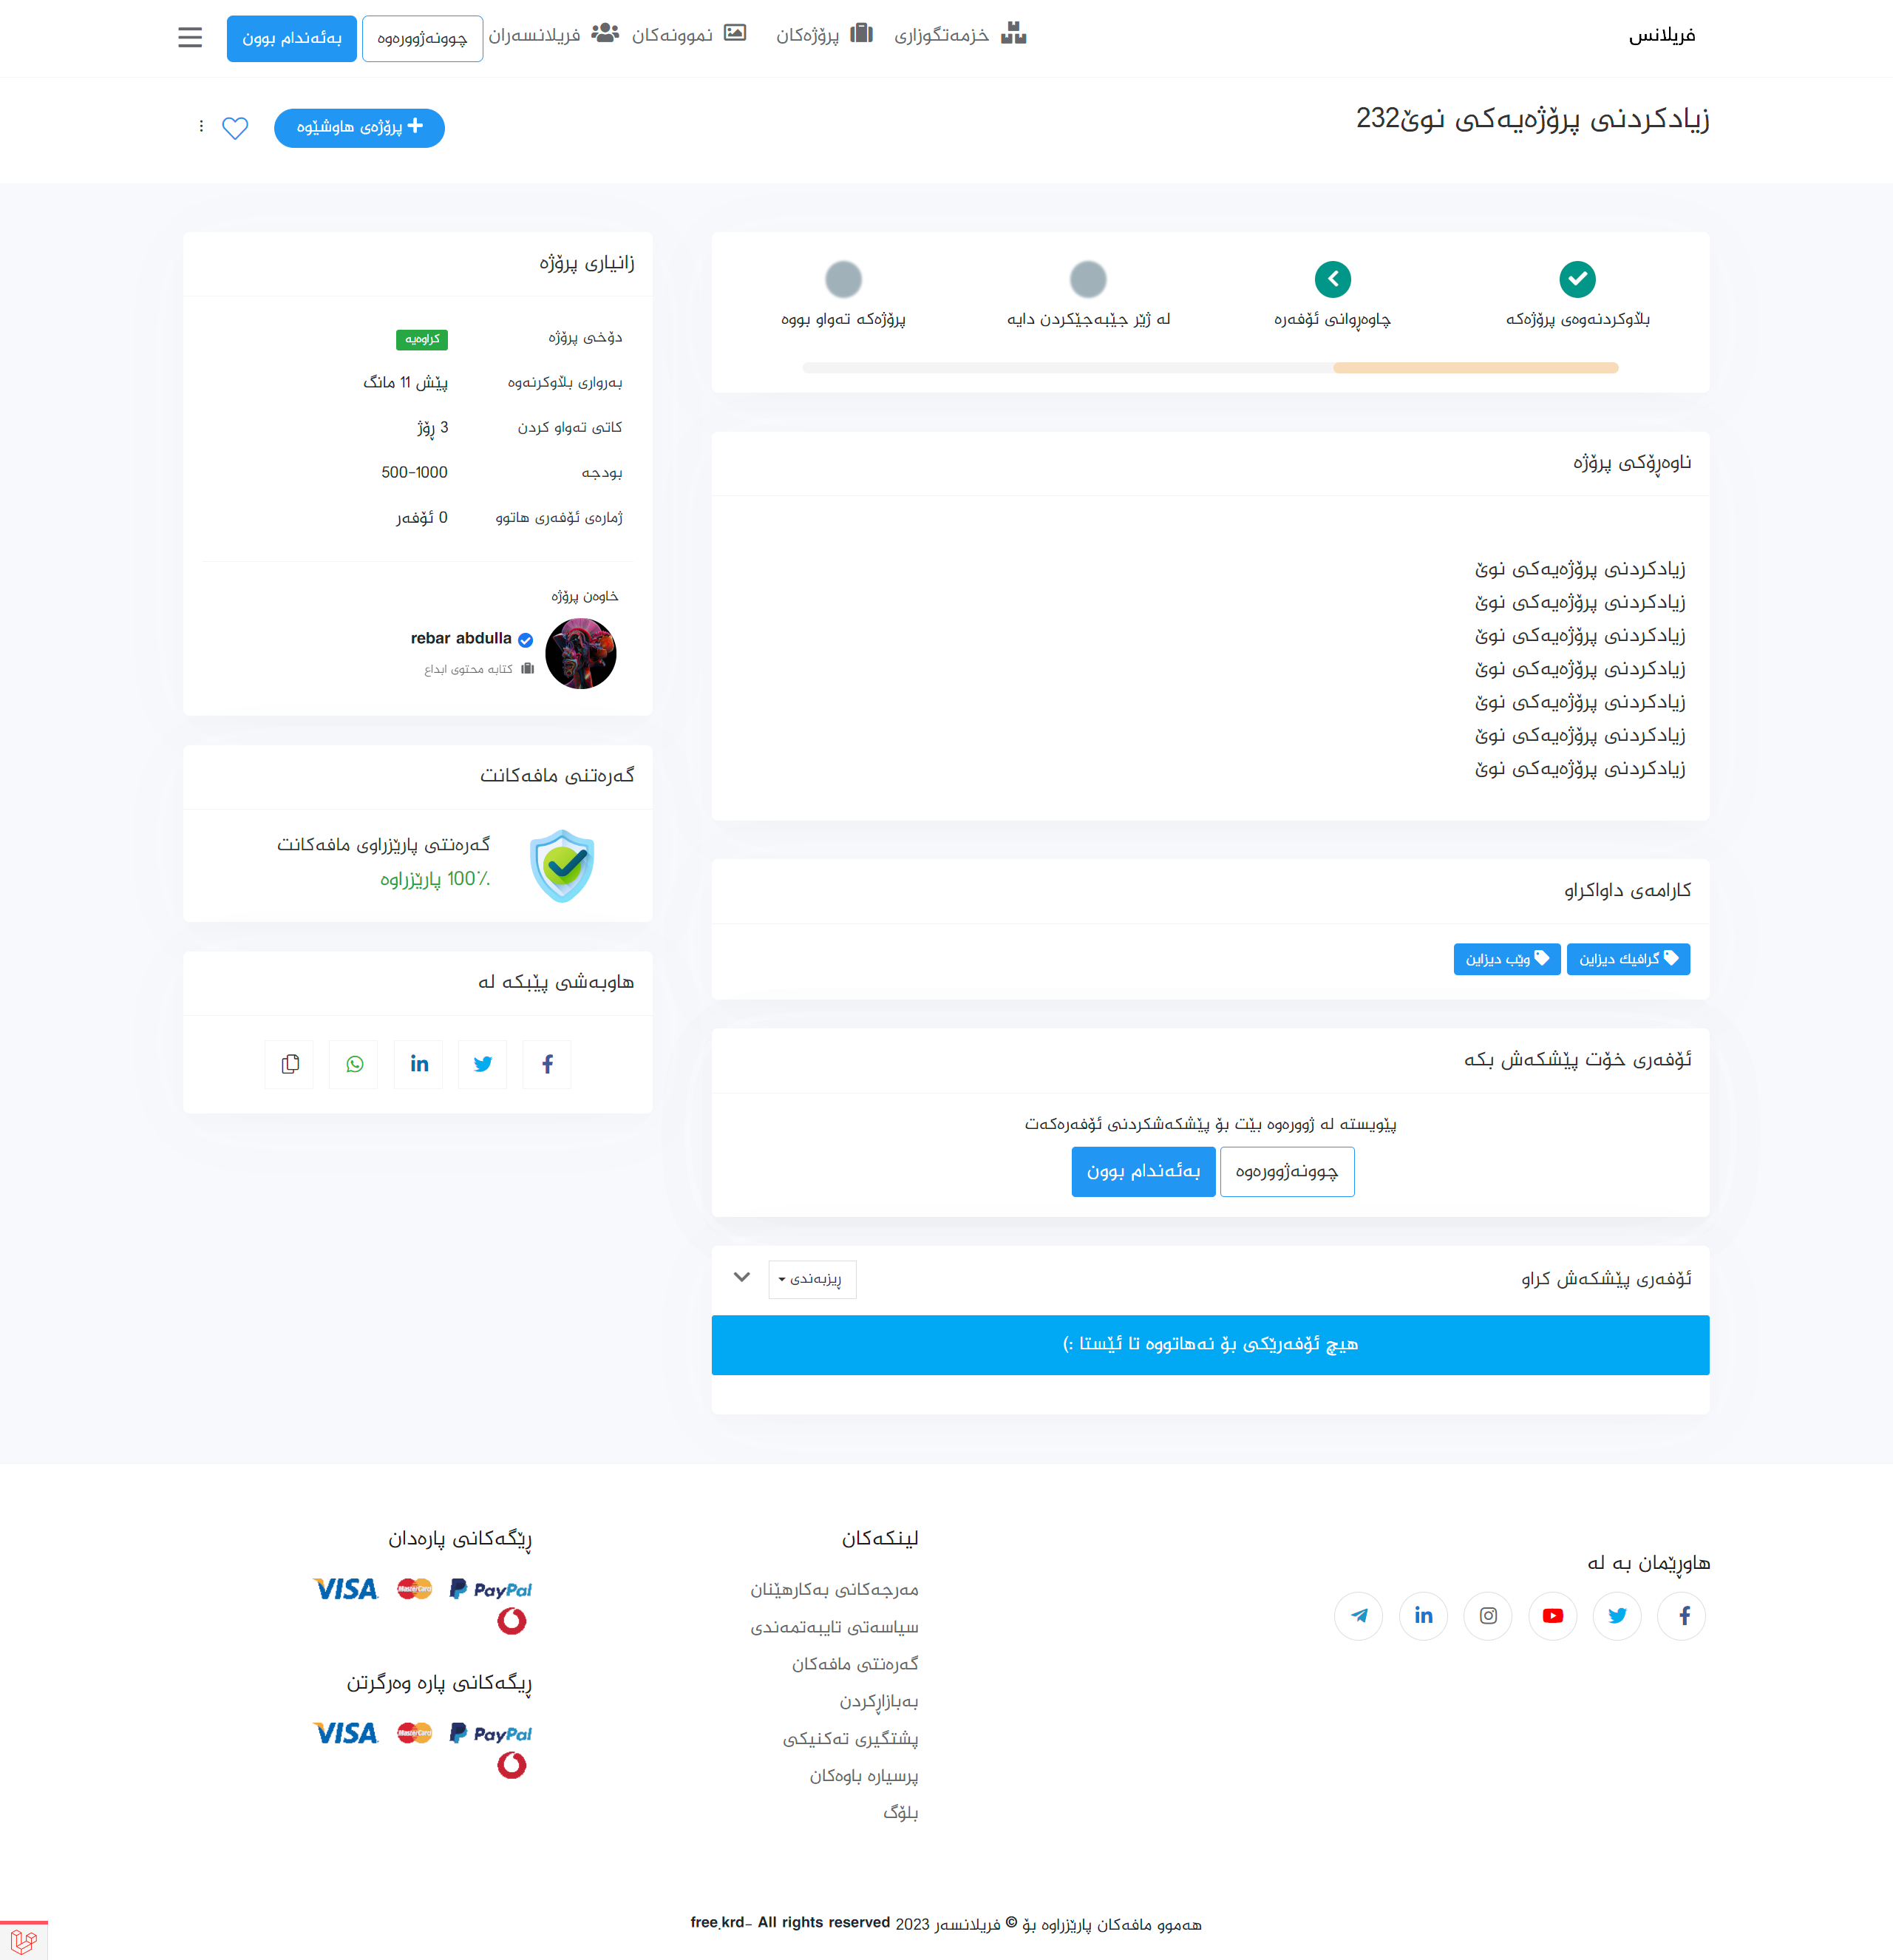 فریلانس
خزمەتگوزاری
پرۆژەکان
نموونەکان
فریلانسەران
چوونەژوورەوە
بەئەندام بوون
زیادکردنی پرۆژەیەکی نوێ232
پرۆژەی هاوشێوە
بڵاوکردنەوەی پرۆژەکە
چاوەڕوانی ئۆفەرە
لە ژێر جێبەجێکردن دایە
پرۆژەکە تەواو بووە
ناوەڕۆکی پرۆژە
زیادکردنی پرۆژەیەکی نوێ
زیادکردنی پرۆژەیەکی نوێ
زیادکردنی پرۆژەیەکی نوێ
زیادکردنی پرۆژەیەکی نوێ
زیادکردنی پرۆژەیەکی نوێ
زیادکردنی پرۆژەیەکی نوێ
زیادکردنی پرۆژەیەکی نوێ
کارامەی داواکراو
گرافیك دیزاین
وێب دیزاین
ئۆفەری خۆت پێشکەش بکە
پێویستە لە ژوورەوە بێت بۆ پێشکەشکردنی ئۆفەرەکەت
چوونەژوورەوە
بەئەندام بوون
ئۆفەری پێشکەش کراو
ڕیزبەندی
هیچ ئۆفەرێکی بۆ نەهاتووە تا ئێستا :)
زانیاری پرۆژە
دۆخی پرۆژە کراوەیە
بەرواری بڵاوکرنەوە پێش 11 مانگ
کاتی تەواو کردن 3 ڕۆژ
بودجە 500-1000
ژمارەی ئۆفەری هاتوو 0 ئۆفەر
خاوەن پرۆژە
rebar abdulla
كتابه محتوى ابداع
گەرەتنی مافەکانت
گەرەنتی پارێزراوی مافەکانت
100٪ پارێزراوە
هاوبەشی پێبکە لە
هاوڕێمان بە لە
لینکەکان
مەرجەکانی بەکارهێنان
سیاسەتی تایبەتمەندی
گەرەنتی مافەکان
بەبازاڕکردن
پشتگیری تەکنیکی
پرسیارە باوەکان
بلۆگ
ڕێگەکانی پارەدان
PayPal MasterCard VISA
ڕیگەکانی پارە وەرگرتن
PayPal MasterCard VISA
هەموو مافەکان پارێزراوە بۆ © فریلانسەر 2023 free.krd- All rights reserved